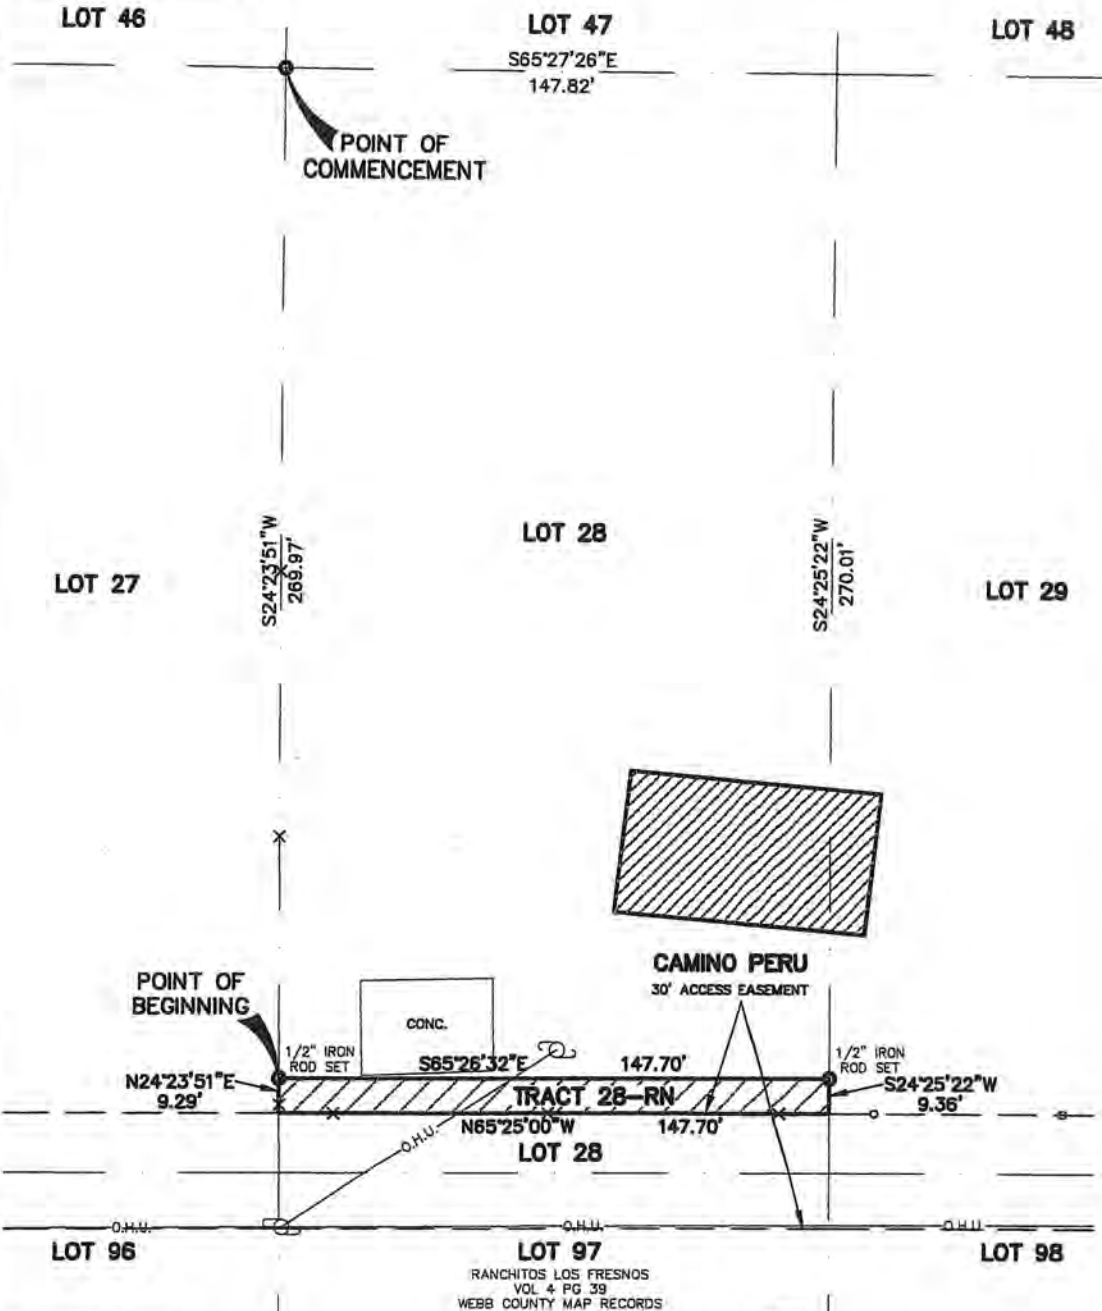 LOT 46
LOT 47
LOT 48
S65°27'26"E
147.82'
POINT OF
COMMENCEMENT
S24°23'51"W
269.97'
LOT 28
S24°25'22"W
270.01'
LOT 27
LOT 29
CAMINO PERU
30' ACCESS EASEMENT
POINT OF
BEGINNING
CONC.
1/2" IRON
ROD SET
S65°26'32"E
147.70'
1/2" IRON
ROD SET
N24°23'51"E
9.29'
TRACT 28-RN
S24°25'22"W
9.36'
N65°25'00"W
147.70'
O.H.U.
LOT 28
O.H.U.
O.H.U.
O.H.U
LOT 96
LOT 97
LOT 98
RANCHITOS LOS FRESNOS
VOL 4 PG 39
WEBB COUNTY MAP RECORDS